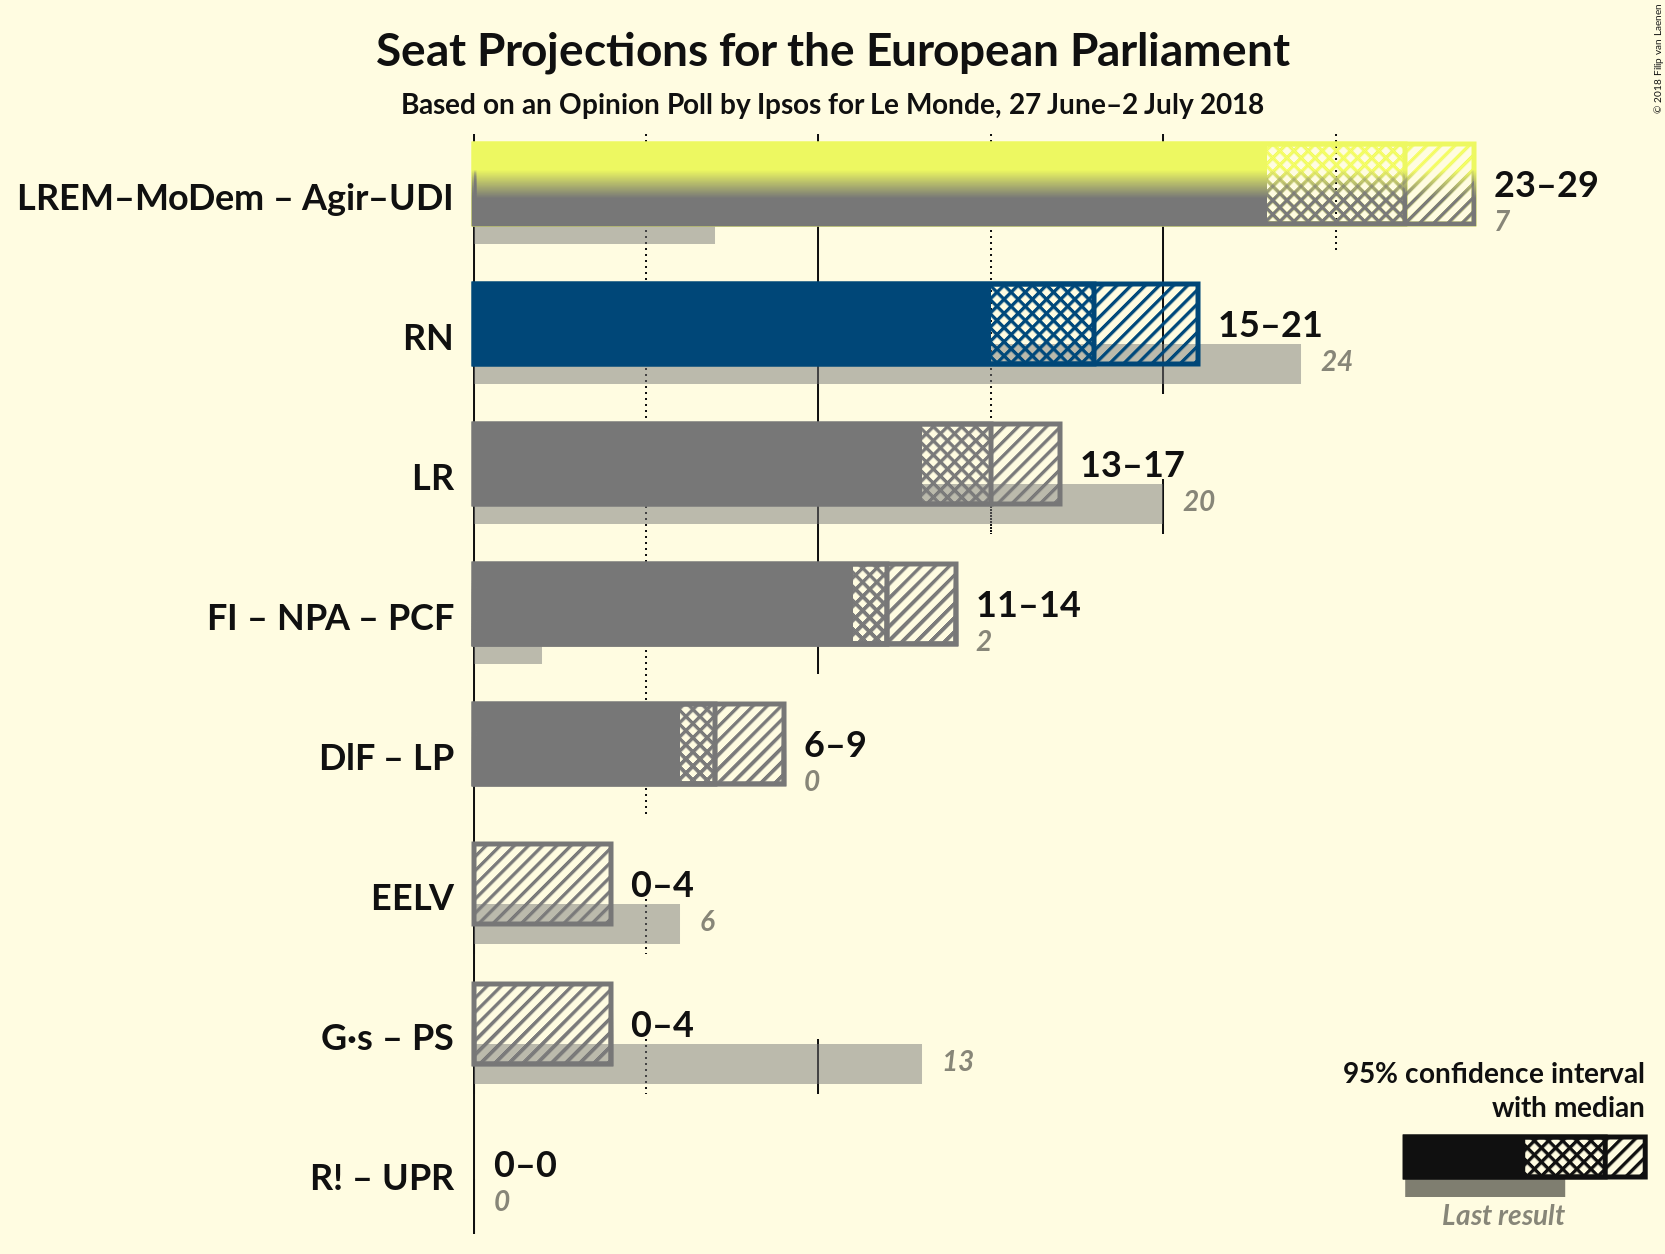 Seat Projections for the European Parliament
Based on an Opinion Poll by Ipsos for Le Monde, 27 June–2 July 2018
© 2018 Filip van Laenen
LREM–MoDem – Agir–UDI
23–29
7
RN
15–21
24
LR
13–17
20
FI – NPA – PCF
11–14
2
DlF – LP
6–9
0
EELV
0–4
6
G·s – PS
0–4
13
R! – UPR
0–0
0
95% confidence interval
with median
Last result